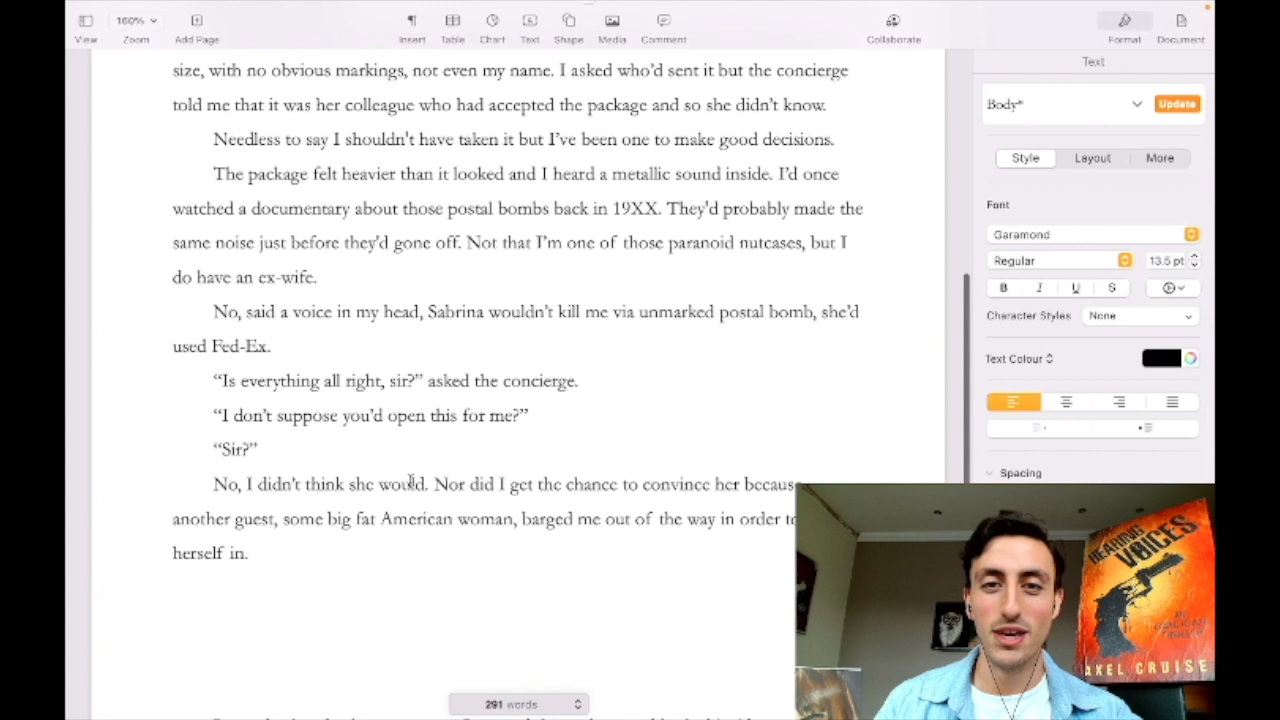 160%
View
Zoom
Add Page
Insert
Table
Chart
Text
Shape
Media
Comment
Collaborate
Format
Document
size, with no obvious markings, not even my name. I asked who’d sent it but the concierge
told me that it was her colleague who had accepted the package and so she didn’t know.
Needless to say I shouldn't have taken it but I’ve been one to make good decisions.
The package felt heavier than it looked and I heard a metallic sound inside. I’d once
watched a documentary about those postal bombs back in 19XX. They'd probably made the
same noise just before they'd gone off. Not that I’m one of those paranoid nutcases, but I
do have an ex-wife.
No, said a voice in my head, Sabrina wouldn’t kill me via unmarked postal bomb, she’d
used Fed-Ex.
“Is everything all right, sir?” asked the concierge.
“I don’t suppose you’d open this for me?”
“Sir?”
No, I didn’t think she would. Nor did I get the chance to convince her becaus
another guest, some big fat American woman, barged me out of the way in order to
herself in.
291 words
Text
Body*
Update
Style
Layout
More
Font
Garamond
Regular
13.5 pt
B I U S
Character Styles
None
Text Colour
Spacing
HEARING
VOICES
AXEL CRUISE